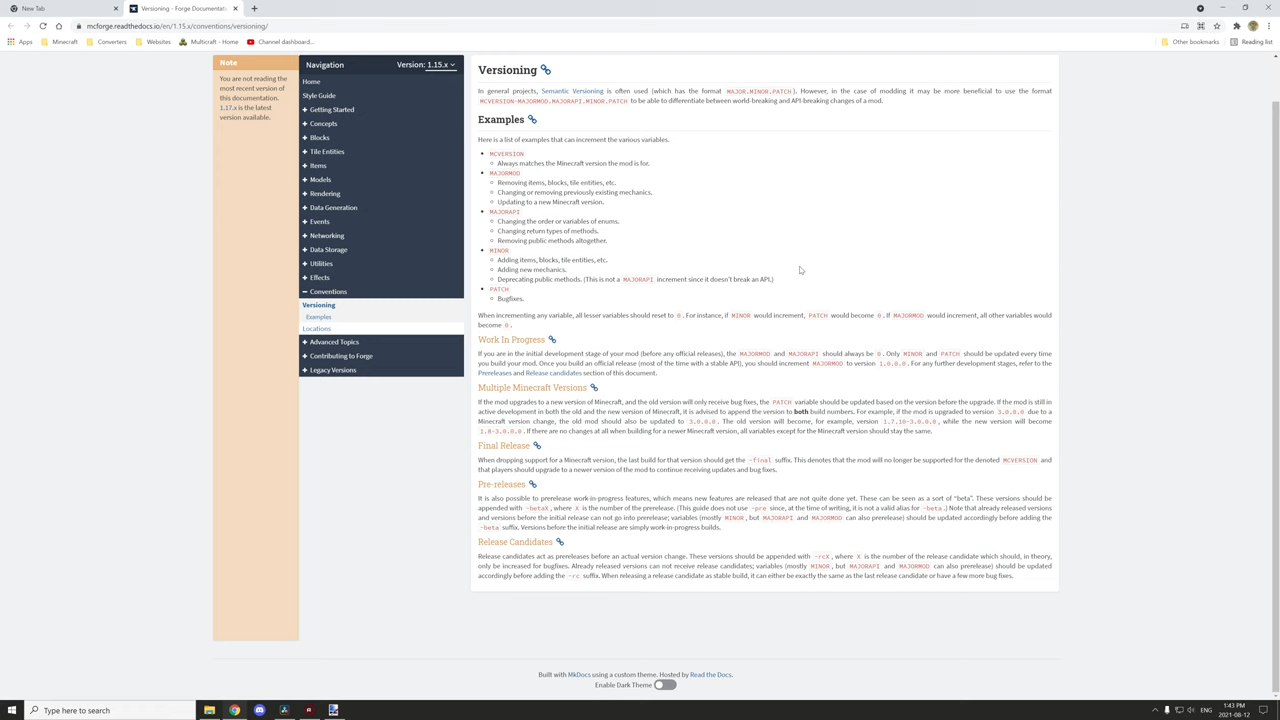 New Tab
Versioning - Forge Documentati
mcforge.readthedocs.io/en/1.15.x/conventions/versioning/
Apps
Minecraft
Converters
Websites
Multicraft - Home
Channel dashboard...
Other bookmarks
Reading list
Note
You are not reading the
most recent version of
this documentation.
1.17.x is the latest
version available.
Navigation
Version: 1.15.x
Home
Style Guide
Getting Started
Concepts
Blocks
Tile Entities
Items
Models
Rendering
Data Generation
Events
Networking
Data Storage
Utilities
Effects
Conventions
Versioning
Examples
Locations
Advanced Topics
Contributing to Forge
Legacy Versions
Versioning
In general projects, Semantic Versioning is often used (which has the format MAJOR.MINOR.PATCH). However, in the case of modding it may be more beneficial to use the format
MCVERSION-MAJORMOD.MAJORAPI.MINOR.PATCH to be able to differentiate between world-breaking and API-breaking changes of a mod.
Examples
Here is a list of examples that can increment the various variables.
MCVERSION
Always matches the Minecraft version the mod is for.
MAJORMOD
Removing items, blocks, tile entities, etc.
Changing or removing previously existing mechanics.
Updating to a new Minecraft version.
MAJORAPI
Changing the order or variables of enums.
Changing return types of methods.
Removing public methods altogether.
MINOR
Adding items, blocks, tile entities, etc.
Adding new mechanics.
Deprecating public methods. (This is not a MAJORAPI increment since it doesn't break an API.)
PATCH
Bugfixes.
When incrementing any variable, all lesser variables should reset to 0. For instance, if MINOR would increment, PATCH would become 0. If MAJORMOD would increment, all other variables would
become 0.
Work In Progress
If you are in the initial development stage of your mod (before any official releases), the MAJORMOD and MAJORAPI should always be 0. Only MINOR and PATCH should be updated every time
you build your mod. Once you build an official release (most of the time with a stable API), you should increment MAJORMOD to version 1.0.0.0. For any further development stages, refer to the
Prereleases and Release candidates section of this document.
Multiple Minecraft Versions
If the mod upgrades to a new version of Minecraft, and the old version will only receive bug fixes, the PATCH variable should be updated based on the version before the upgrade. If the mod is still in
active development in both the old and the new version of Minecraft, it is advised to append the version to both build numbers. For example, if the mod is upgraded to version 3.0.0.0 due to a
Minecraft version change, the old mod should also be updated to 3.0.0.0. The old version will become, for example, version 1.7.10-3.0.0.0, while the new version will become
1.8-3.0.0.0. If there are no changes at all when building for a newer Minecraft version, all variables except for the Minecraft version should stay the same.
Final Release
When dropping support for a Minecraft version, the last build for that version should get the -final suffix. This denotes that the mod will no longer be supported for the denoted MCVERSION and
that players should upgrade to a newer version of the mod to continue receiving updates and bug fixes.
Pre-releases
It is also possible to prerelease work-in-progress features, which means new features are released that are not quite done yet. These can be seen as a sort of "beta". These versions should be
appended with -betaX, where X is the number of the prerelease. (This guide does not use -pre since, at the time of writing, it is not a valid alias for -beta.) Note that already released versions
and versions before the initial release can not go into prerelease; variables (mostly MINOR, but MAJORAPI and MAJORMOD can also prerelease) should be updated accordingly before adding the
-beta suffix. Versions before the initial release are simply work-in-progress builds.
Release Candidates
Release candidates act as prereleases before an actual version change. These versions should be appended with -rcX, where X is the number of the release candidate which should, in theory,
only be increased for bugfixes. Already released versions can not receive release candidates; variables (mostly MINOR, but MAJORAPI and MAJORMOD can also prerelease) should be updated
accordingly before adding the -rc suffix. When releasing a release candidate as stable build, it can either be exactly the same as the last release candidate or have a few more bug fixes.
Built with MkDocs using a custom theme. Hosted by Read the Docs.
Enable Dark Theme
Type here to search
ENG
1:43 PM
2021-08-12